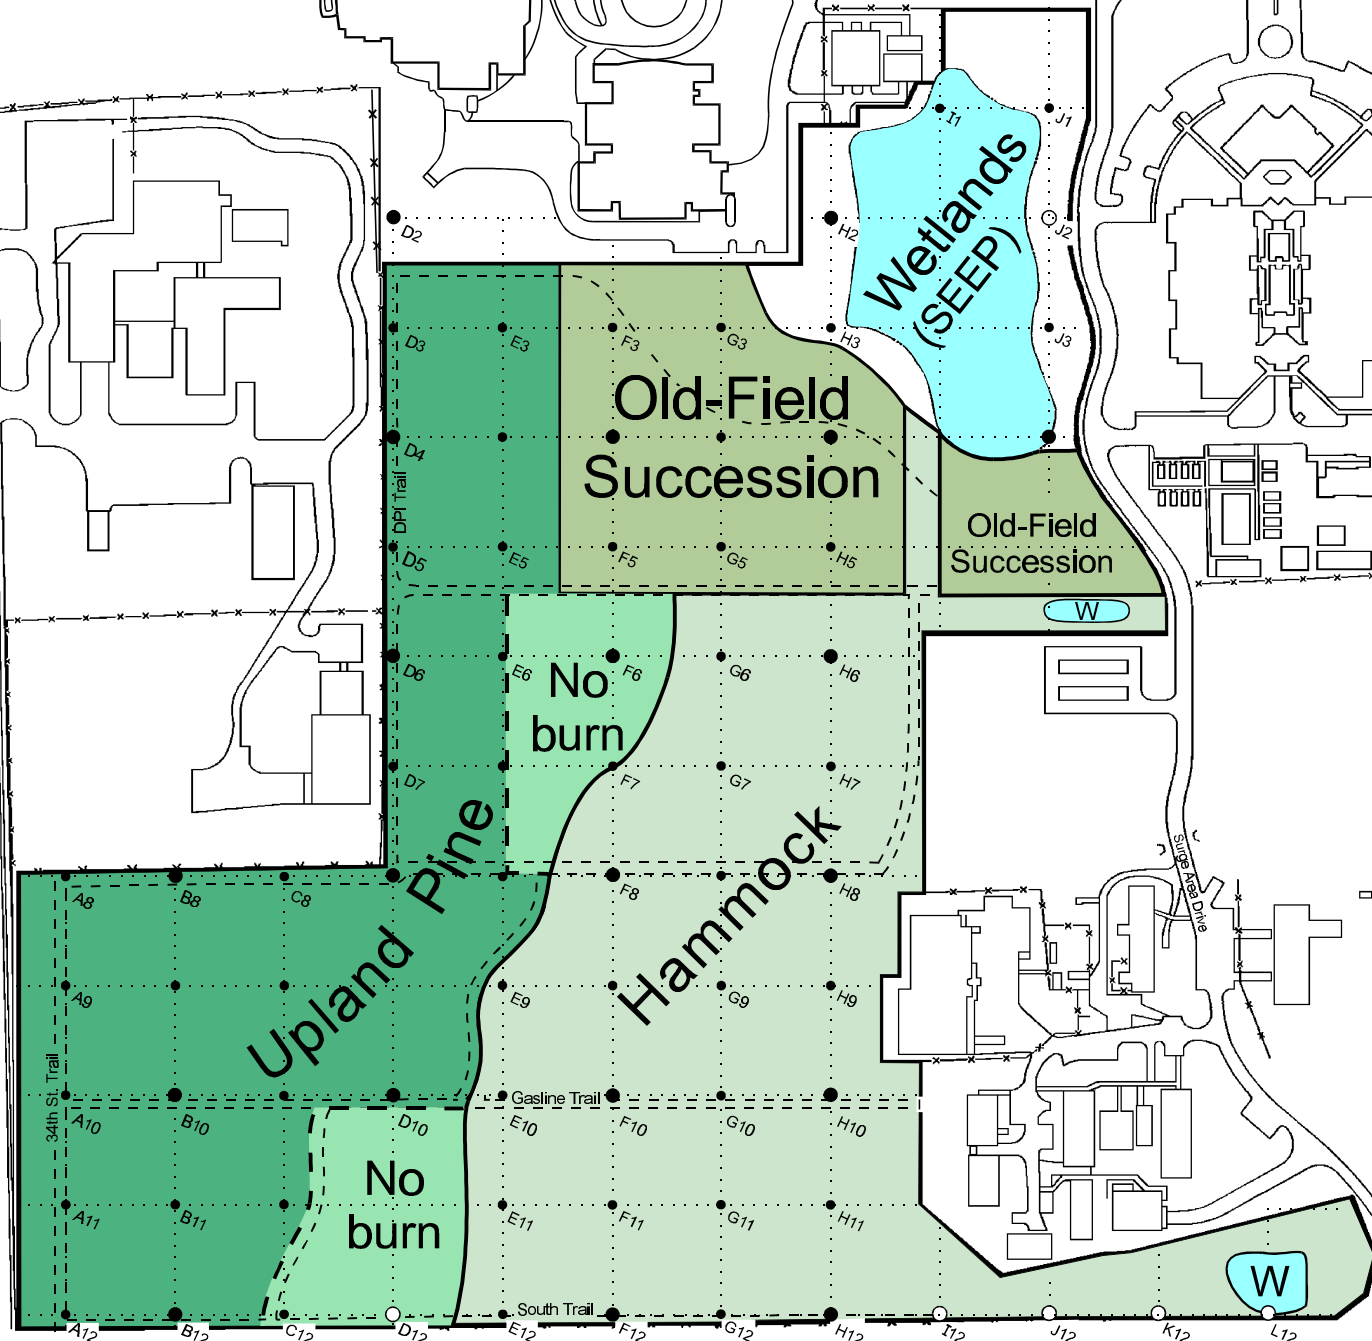 I1
J1
D2
H2
J2
Wetlands
(SEEP)
D3
E3
F3
G3
H3
J3
Old-Field
Succession
D4
DPI Trail
Old-Field
Succession
D5
E5
F5
G5
H5
W
D6
E6
F6
G6
H6
No
burn
D7
F7
G7
H7
Upland Pine
Hammock
Surge Area Drive
A8
B8
C8
F8
H8
A9
E9
G9
H9
34th St. Trail
Gasline Trail
A10
B10
D10
E10
F10
G10
H10
No
burn
A11
B11
E11
F11
G11
H11
W
South Trail
A12
B12
C12
D12
E12
F12
G12
H12
I12
J12
K12
L12